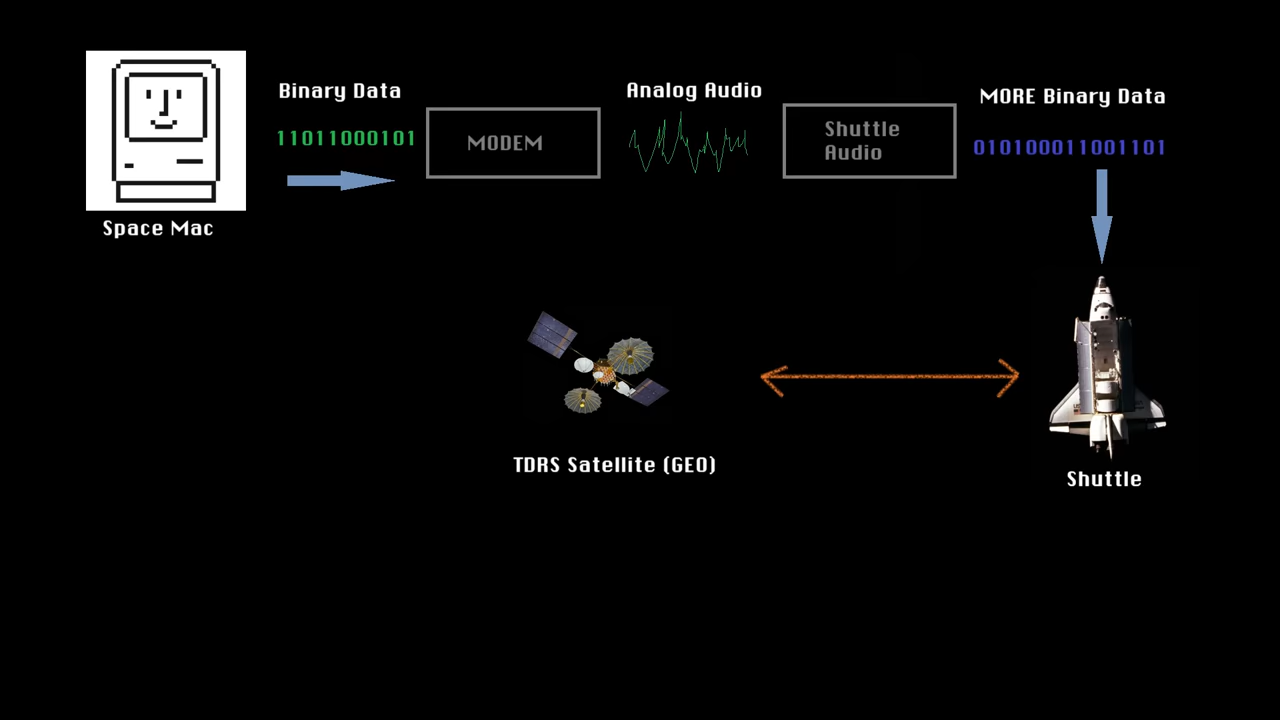 Binary Data
11011000101
MODEM
Analog Audio
Shuttle
Audio
MORE Binary Data
010100011001101
Space Mac
TDRS Satellite (GEO)
Shuttle